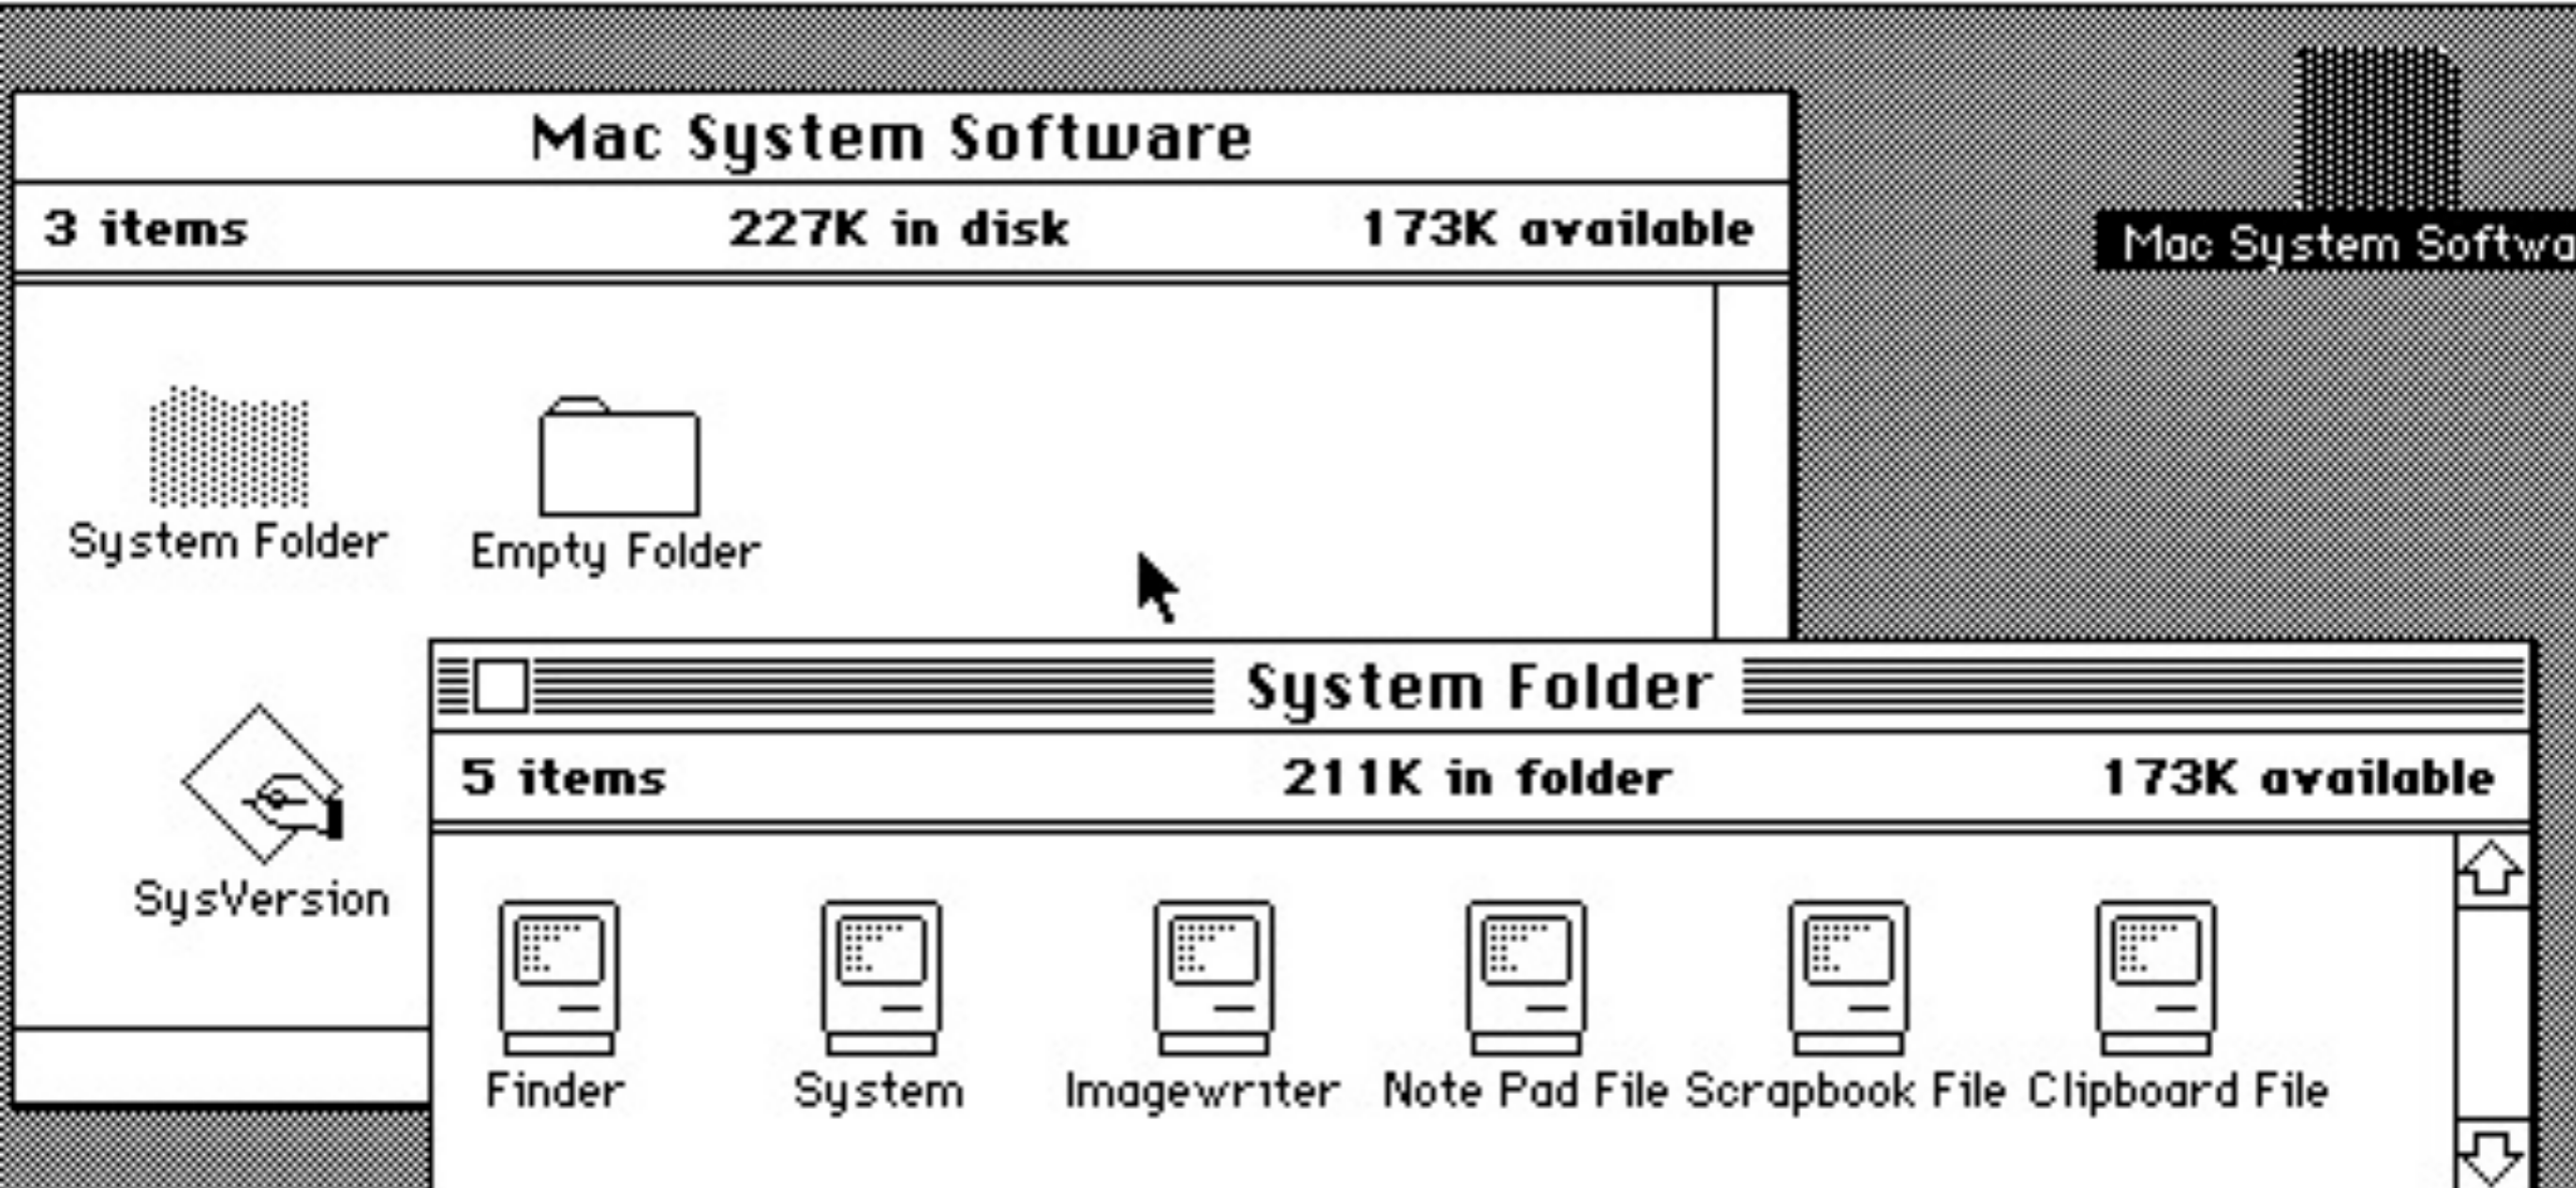 Mac System Software
3 items 227K in disk 173K available
Mac System Softwa
System Folder Empty Folder
SysVersion
System Folder
5 items 211K in folder 173K available
Finder System Imagewriter Note Pad File Scrapbook File Clipboard File